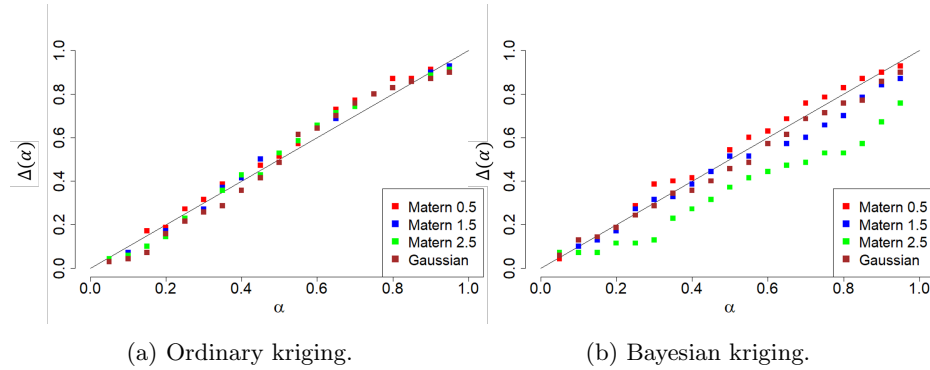 Δ(α)
1.0
0.8
0.6
0.4
0.2
0.0
0.0 0.2 0.4 0.6 0.8 1.0
α
Matern 0.5
Matern 1.5
Matern 2.5
Gaussian
(a) Ordinary kriging.
Δ(α)
1.0
0.8
0.6
0.4
0.2
0.0
0.0 0.2 0.4 0.6 0.8 1.0
α
Matern 0.5
Matern 1.5
Matern 2.5
Gaussian
(b) Bayesian kriging.